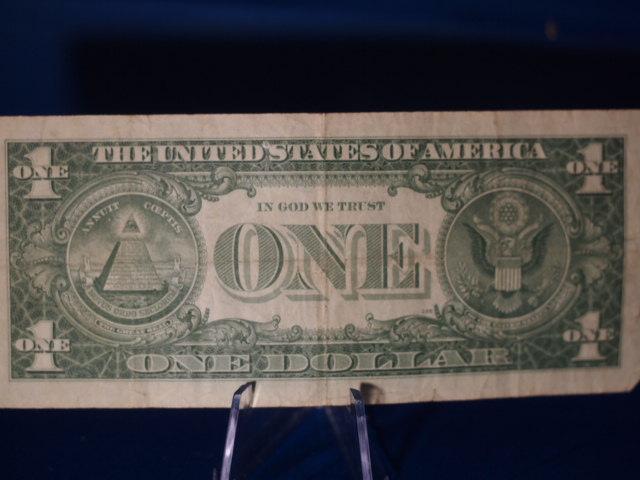 THE UNITED STATES OF AMERICA
1 ONE
ONE 1
IN GOD WE TRUST
ANNUIT CŒPTIS
ONE
1 ONE
ONE DOLLAR
ONE 1